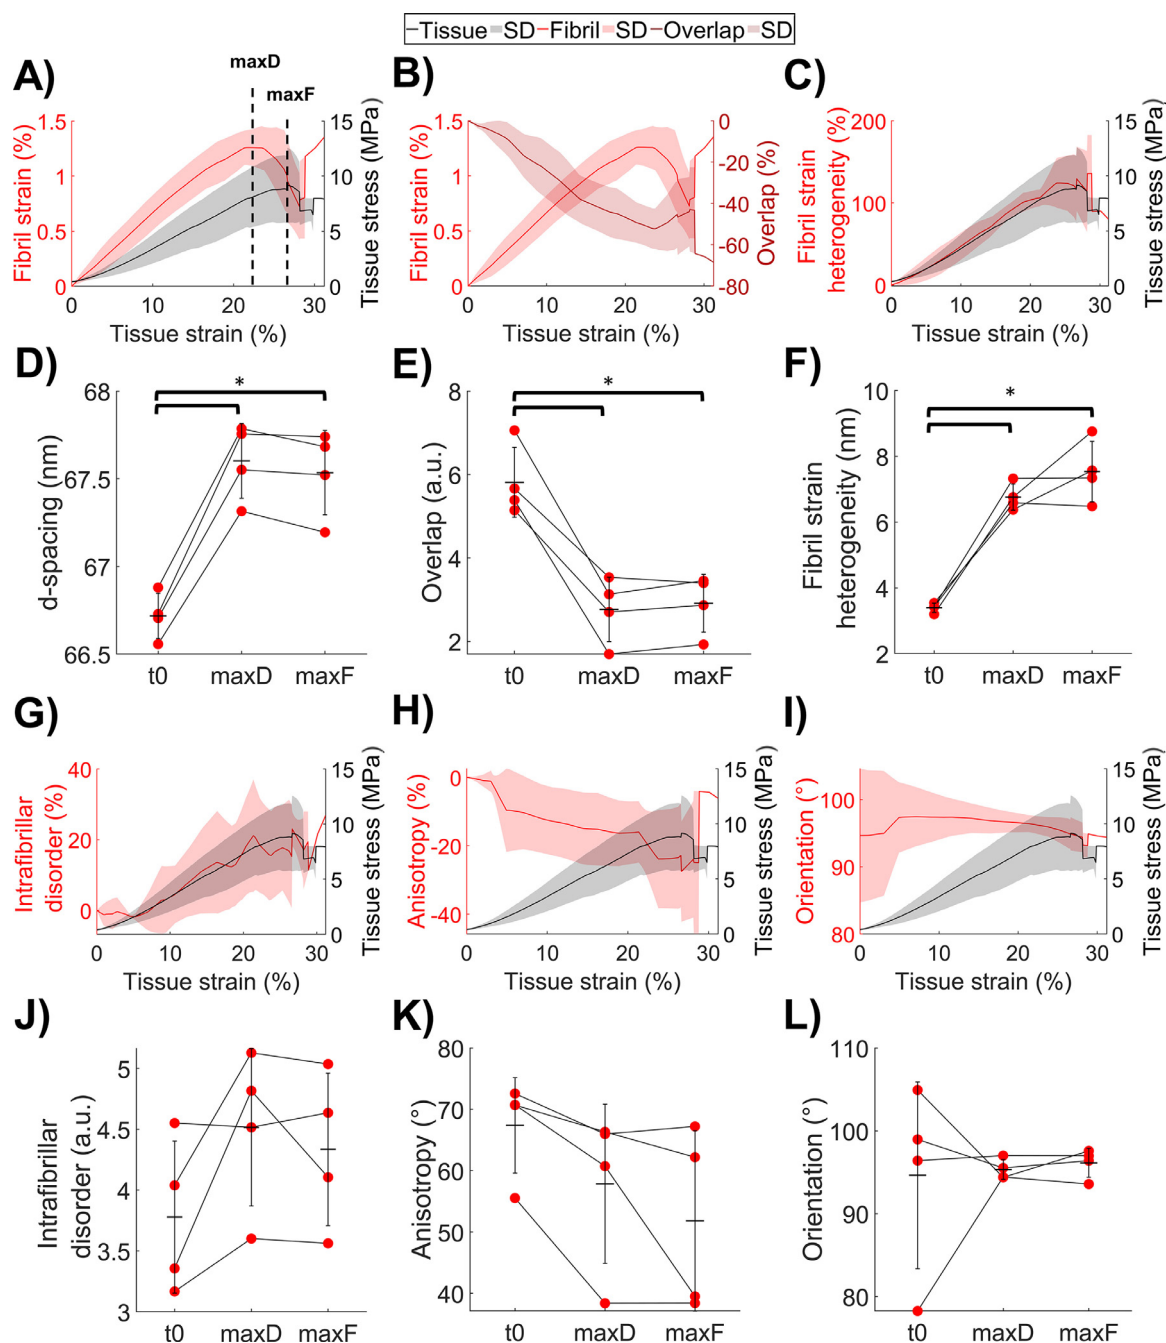 Tissue SD Fibril SD Overlap SD
A)
maxD
maxF
Fibril strain (%)
1.5
1
0.5
0
15
10
5
0
Tissue stress (MPa)
0 10 20 30
Tissue strain (%)
B)
Fibril strain (%)
1.5
1
0.5
0
0
-20
-40
-60
-80
Overlap (%)
0 10 20 30
Tissue strain (%)
C)
Fibril strain
heterogeneity (%)
200
100
0
15
10
5
0
Tissue stress (MPa)
0 10 20 30
Tissue strain (%)
D)
*
d-spacing (nm)
68
67.5
67
66.5
t0 maxD maxF
E)
*
Overlap (a.u.)
8
6
4
2
t0 maxD maxF
F)
*
Fibril strain
heterogeneity (nm)
10
8
6
4
2
t0 maxD maxF
G)
Intrafibrillar
disorder (%)
40
20
0
15
10
5
0
Tissue stress (MPa)
0 10 20 30
Tissue strain (%)
H)
Anisotropy (%)
0
-20
-40
15
10
5
0
Tissue stress (MPa)
0 10 20 30
Tissue strain (%)
I)
Orientation (°)
100
90
80
15
10
5
0
Tissue stress (MPa)
0 10 20 30
Tissue strain (%)
J)
Intrafibrillar
disorder (a.u.)
5
4.5
4
3.5
3
t0 maxD maxF
K)
Anisotropy (°)
80
70
60
50
40
t0 maxD maxF
L)
Orientation (°)
110
100
90
80
t0 maxD maxF